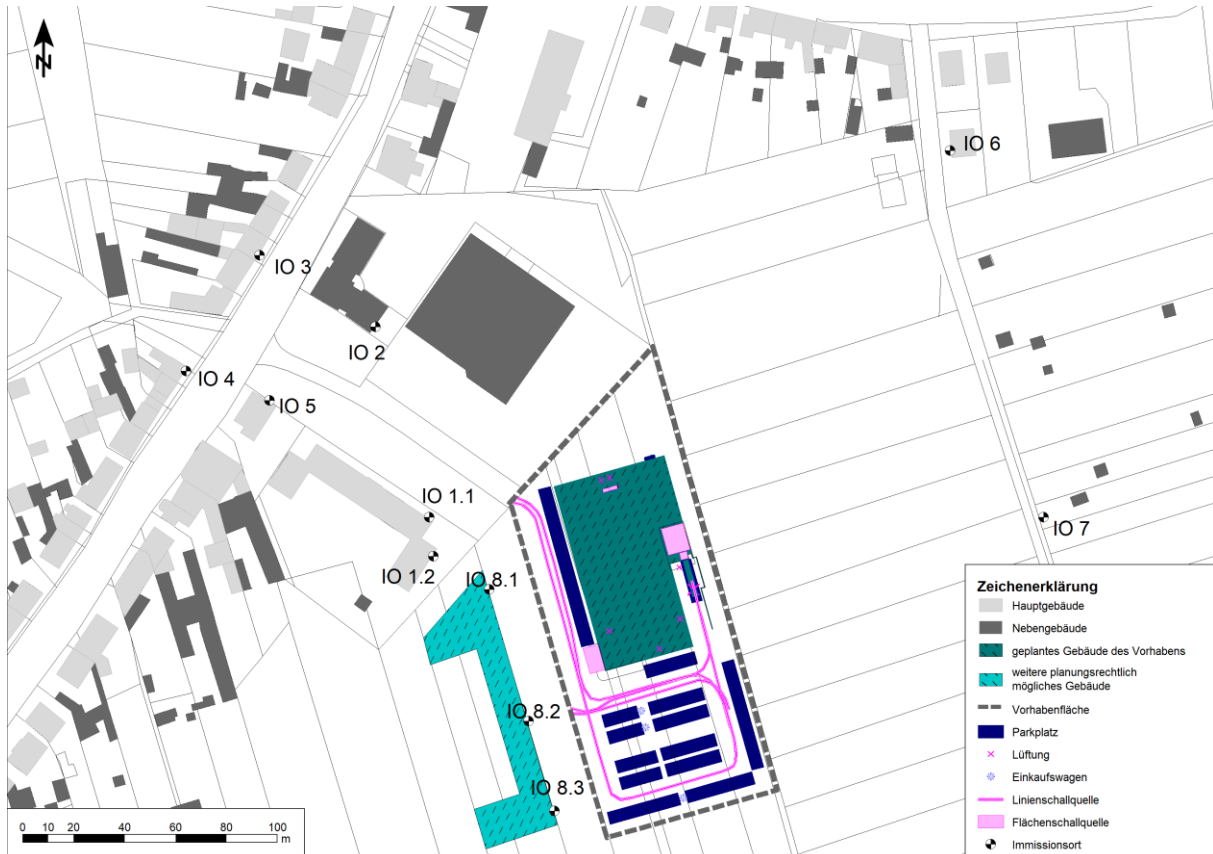 N
IO 6
IO 3
IO 2
IO 4
IO 5
IO 1.1
IO 7
IO 1.2
IO 8.1
IO 8.2
IO 8.3
0 10 20 40 60 80 100
m
Zeichenerklärung
Hauptgebäude
Nebengebäude
geplantes Gebäude des Vorhabens
weitere planungsrechtlich
mögliches Gebäude
Vorhabenfläche
Parkplatz
Lüftung
Einkaufswagen
Linienschallquelle
Flächenschallquelle
Immissionsort